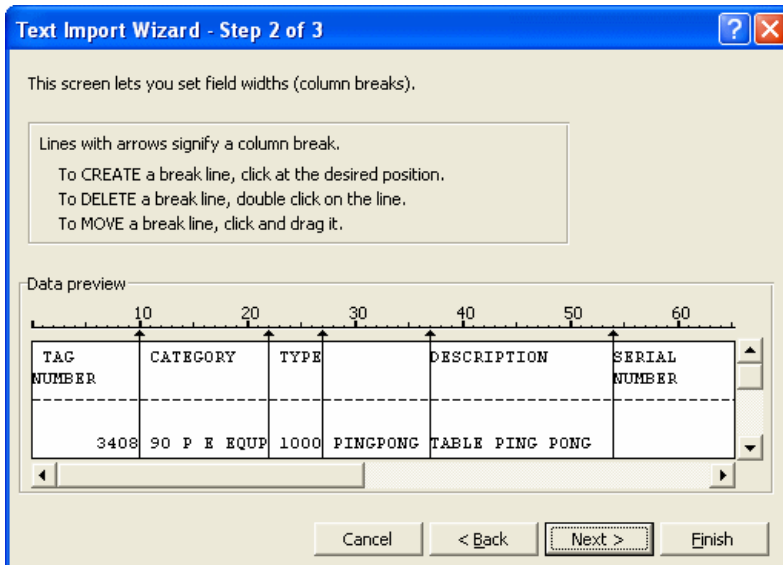 Text Import Wizard - Step 2 of 3
This screen lets you set field widths (column breaks).
Lines with arrows signify a column break.
To CREATE a break line, click at the desired position.
To DELETE a break line, double click on the line.
To MOVE a break line, click and drag it.
Data preview
10 20 30 40 50 60
TAG CATEGORY TYPE DESCRIPTION SERIAL
NUMBER NUMBER
3408 90 P E EQUP 1000 PINGPONG TABLE PING PONG
Cancel < Back Next > Finish